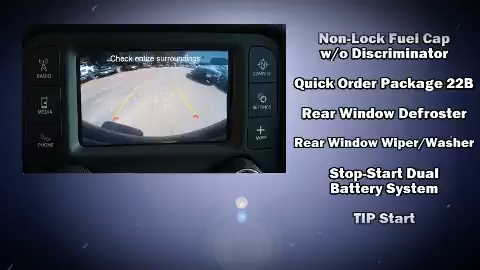 Check entire surroundings
RADIO
MEDIA
PHONE
COMPASS
SETTINGS
MORE
Non-Lock Fuel Cap
w/o Discriminator
Quick Order Package 22B
Rear Window Defroster
Rear Window Wiper/Washer
Stop-Start Dual
Battery System
TIP Start